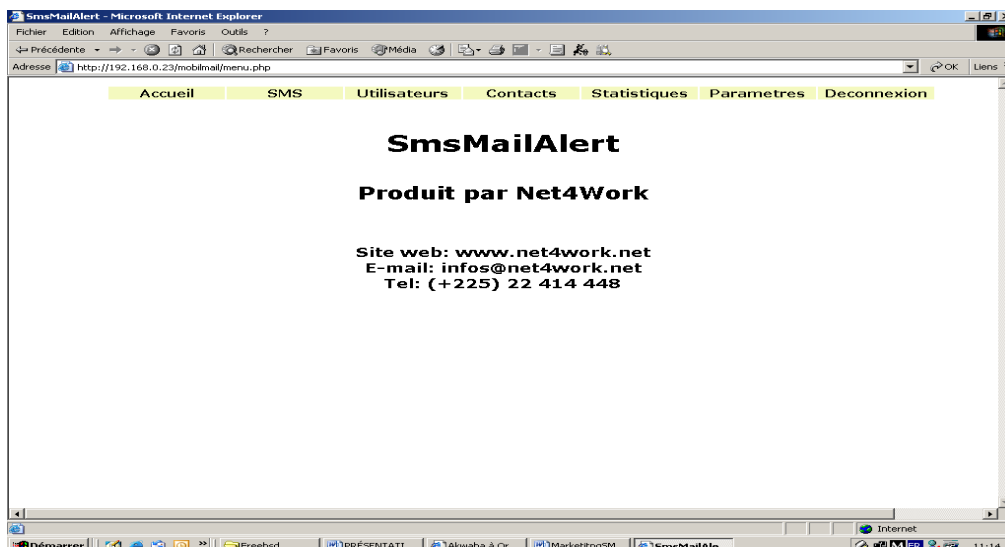 SmsMailAlert - Microsoft Internet Explorer
Fichier Edition Affichage Favoris Outils ?
Précédente Rechercher Favoris Média
Adresse http://192.168.0.23/mobilmail/menu.php OK Liens
Accueil SMS Utilisateurs Contacts Statistiques Parametres Deconnexion
SmsMailAlert
Produit par Net4Work
Site web: www.net4work.net
E-mail: infos@net4work.net
Tel: (+225) 22 414 448
Internet
Démarrer » Freebsd PRÉSENTATI... Akwaba à Or... MarketitngSM... SmsMailAle... FR 11:14